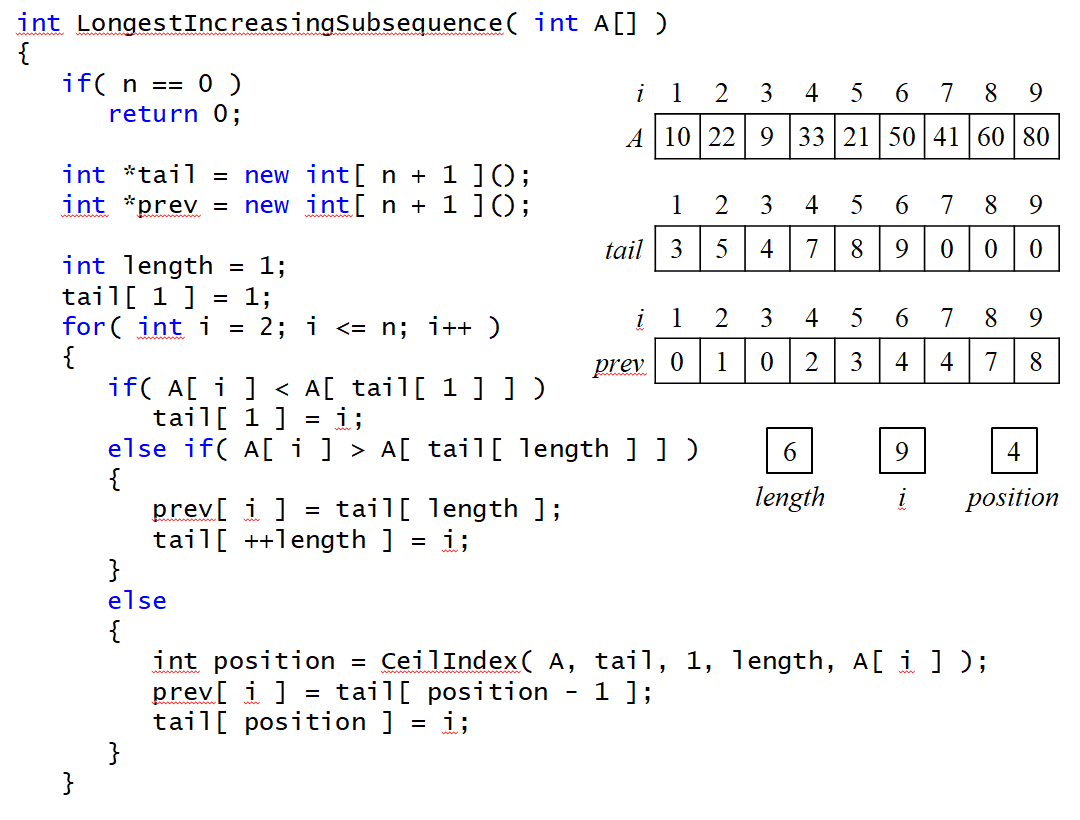 int LongestIncreasingSubsequence( int A[] )
{
if( n == 0 )
return 0;
int *tail = new int[ n + 1 ]();
int *prev = new int[ n + 1 ]();
int length = 1;
tail[ 1 ] = 1;
for( int i = 2; i <= n; i++ )
{
if( A[ i ] < A[ tail[ 1 ] ] )
tail[ 1 ] = i;
else if( A[ i ] > A[ tail[ length ] ] )
{
prev[ i ] = tail[ length ];
tail[ ++length ] = i;
}
else
{
int position = CeilIndex( A, tail, 1, length, A[ i ] );
prev[ i ] = tail[ position - 1 ];
tail[ position ] = i;
}
}
i 1 2 3 4 5 6 7 8 9
A 10 22 9 33 21 50 41 60 80
1 2 3 4 5 6 7 8 9
tail 3 5 4 7 8 9 0 0 0
i 1 2 3 4 5 6 7 8 9
prev 0 1 0 2 3 4 4 7 8
6 9 4
length i position